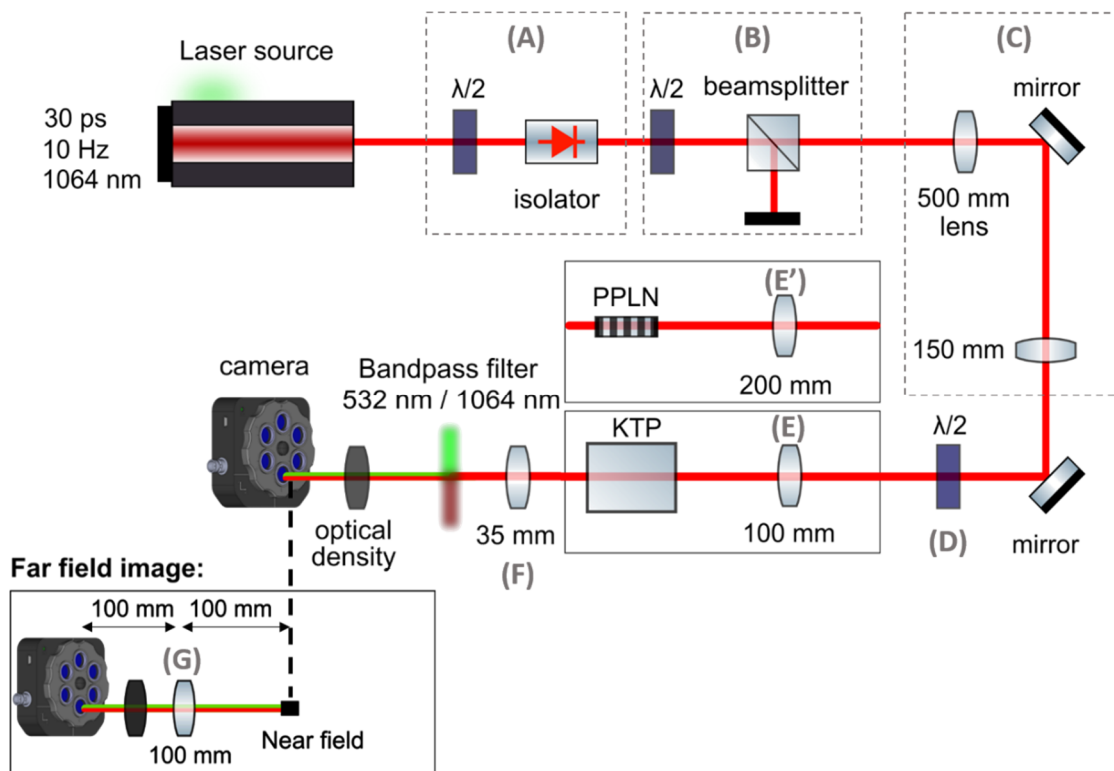 (A)
(B)
(C)
Laser source
λ/2
λ/2
beamsplitter
mirror
30 ps
10 Hz
1064 nm
isolator
500 mm
lens
(E')
PPLN
150 mm
200 mm
camera
Bandpass filter
532 nm / 1064 nm
KTP
(E)
λ/2
optical
density
35 mm
100 mm
(D)
mirror
(F)
Far field image:
100 mm
100 mm
(G)
Near field
100 mm